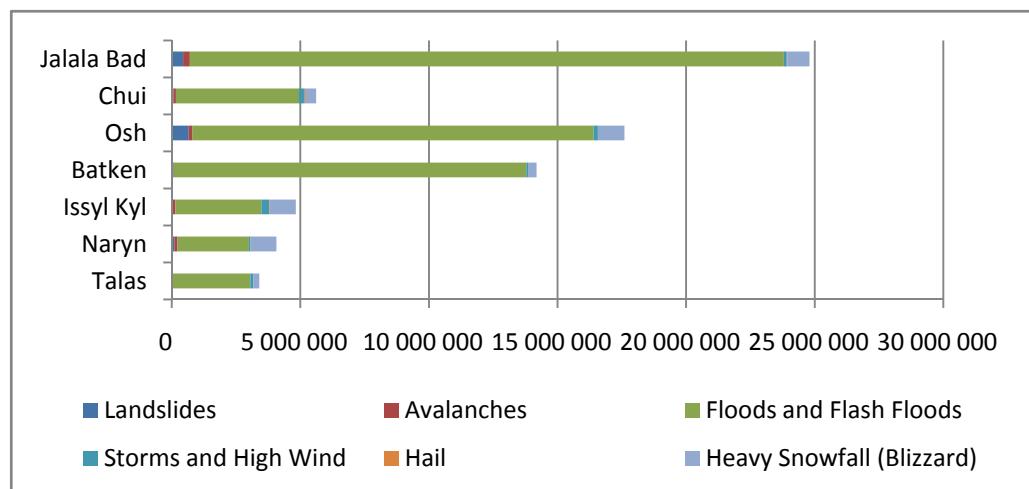 Jalala Bad
Chui
Osh
Batken
Issyl Kyl
Naryn
Talas
0 5 000 000 10 000 000 15 000 000 20 000 000 25 000 000 30 000 000
Landslides Avalanches Floods and Flash Floods
Storms and High Wind Hail Heavy Snowfall (Blizzard)